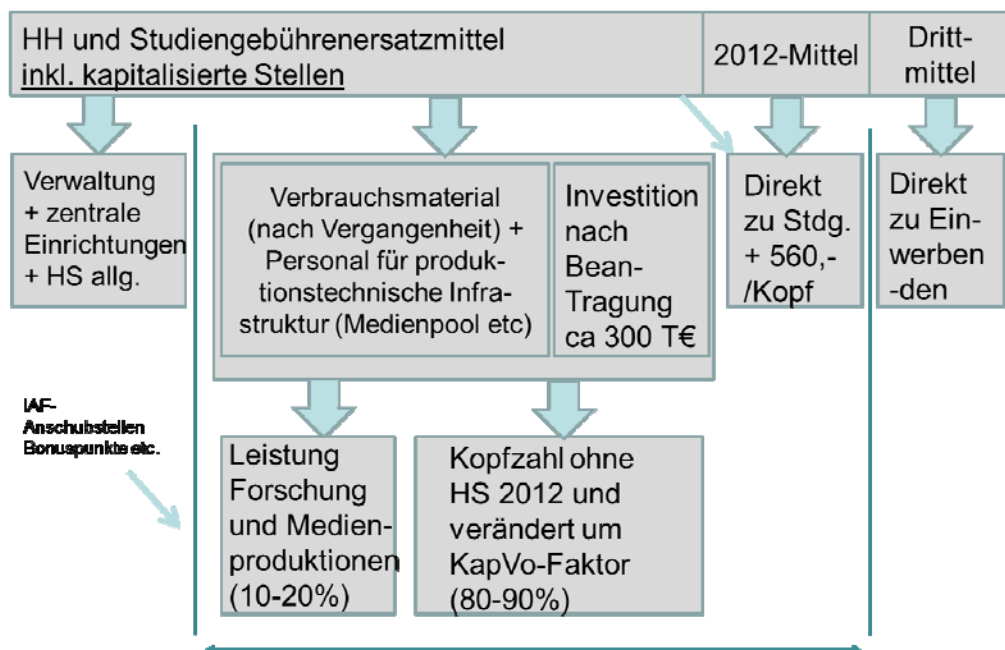 HH und Studiengebührenersatzmittel
inkl. kapitalisierte Stellen
2012-Mittel
Dritt-
mittel
Verwaltung
+ zentrale
Einrichtungen
+ HS allg.
Verbrauchsmaterial
(nach Vergangenheit) +
Personal für produk-
tionstechnische Infra-
struktur (Medienpool etc)
Investition
nach
Bean-
Tragung
ca 300 T€
Direkt
zu Stdg.
+ 560,-
/Kopf
Direkt
zu Ein-
werben
-den
IAF-
Anschubstellen
Bonuspunkte etc.
Leistung
Forschung
und Medien-
produktionen
(10-20%)
Kopfzahl ohne
HS 2012 und
verändert um
KapVo-Faktor
(80-90%)